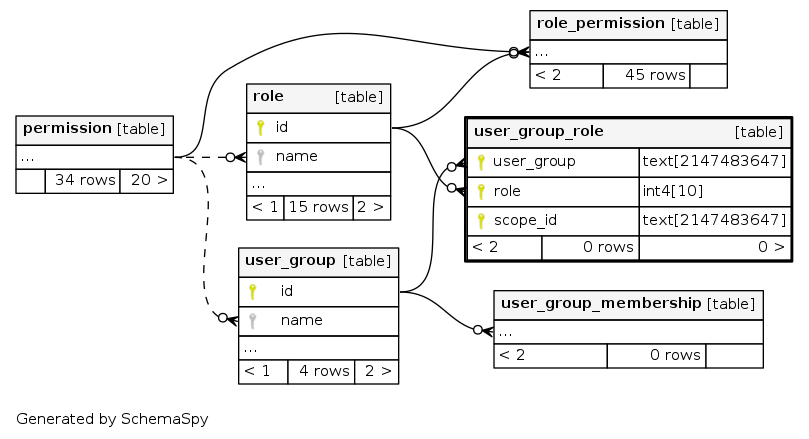 role_permission [table]
...
< 2 45 rows
role [table]
id
name
...
< 1 15 rows 2 >
permission [table]
...
34 rows 20 >
user_group_role [table]
user_group text[2147483647]
role int4[10]
scope_id text[2147483647]
< 2 0 rows 0 >
user_group [table]
id
name
...
< 1 4 rows 2 >
user_group_membership [table]
...
< 2 0 rows
Generated by SchemaSpy